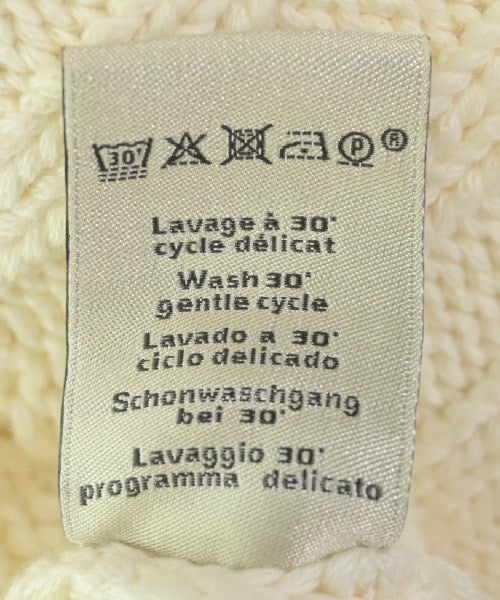 30° P ®
Lavage à 30°
cycle délicat
Wash 30°
gentle cycle
Lavado a 30°
ciclo delicado
Schonwaschgang
bei 30°
Lavaggio 30°
programma delicato